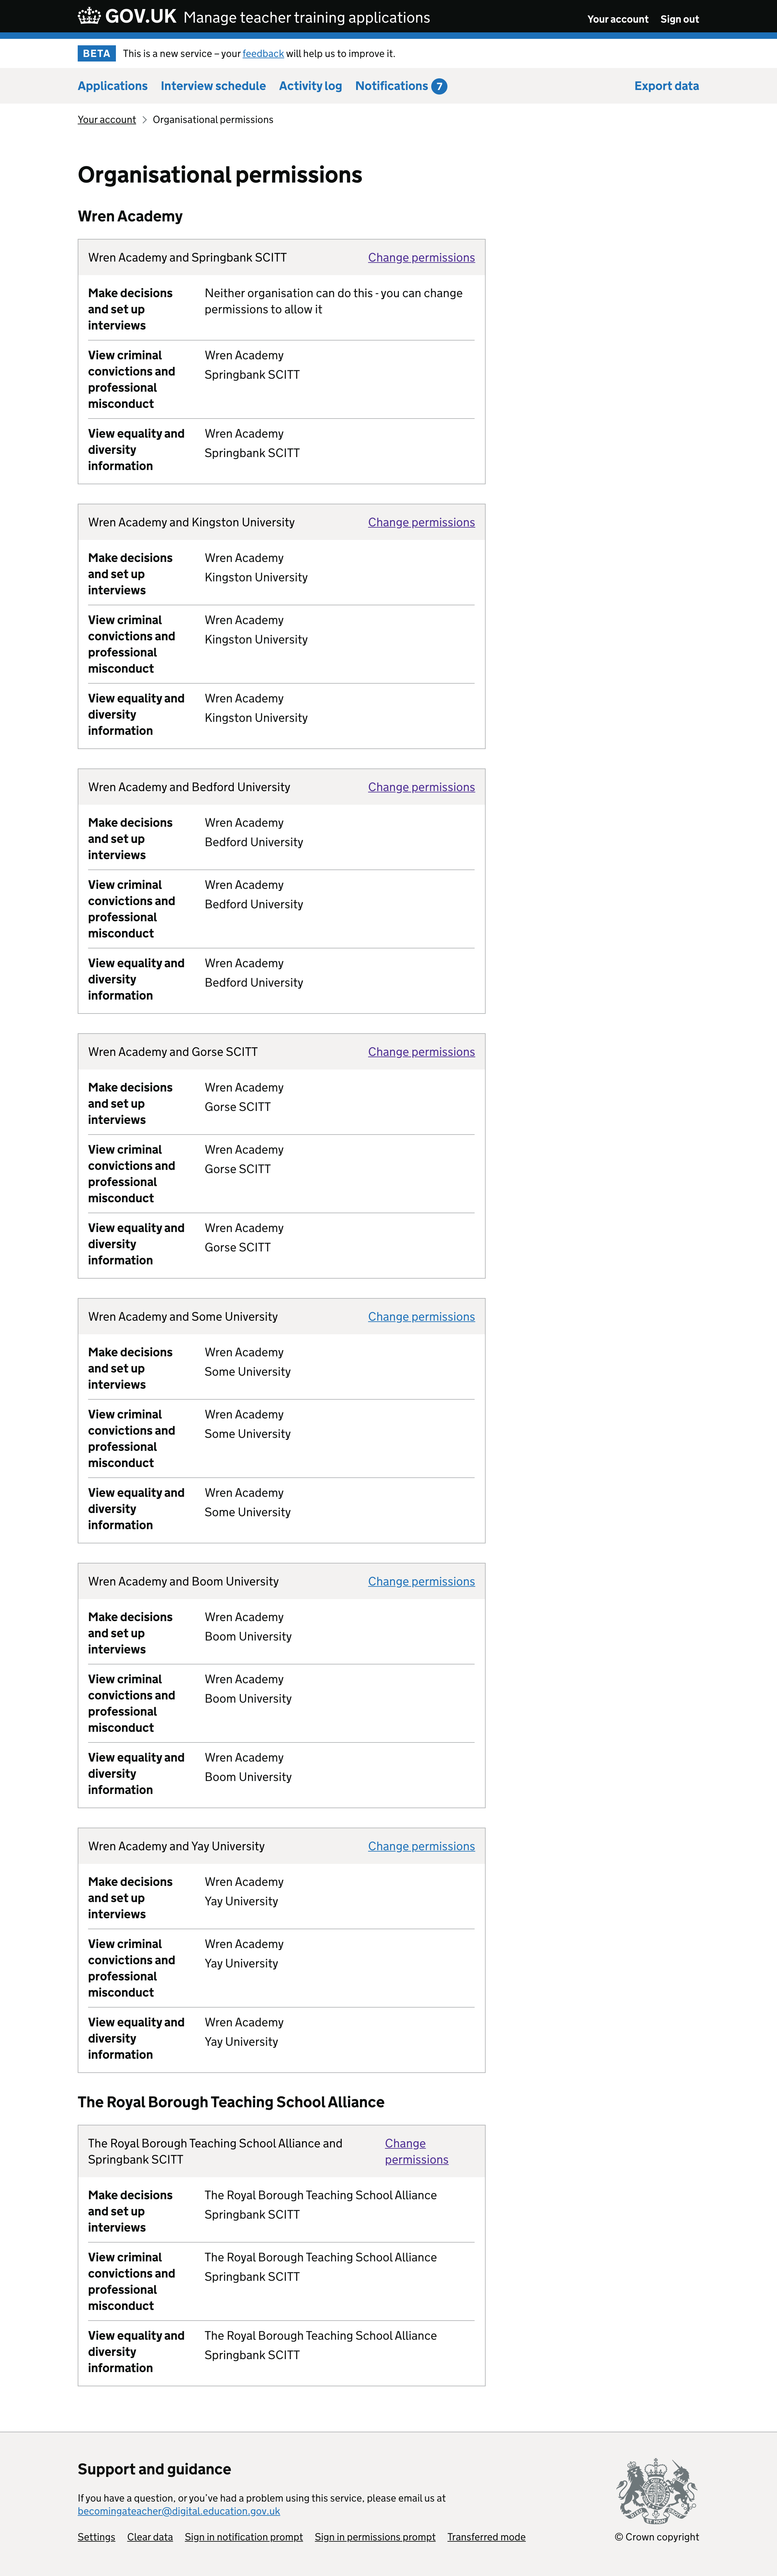 GOV.UK Manage teacher training applications
Your account Sign out
BETA This is a new service – your feedback will help us to improve it.
Applications Interview schedule Activity log Notifications 7 Export data
Your account Organisational permissions
Organisational permissions
Wren Academy
Wren Academy and Springbank SCITT Change permissions
Make decisions and set up interviews
Neither organisation can do this - you can change
permissions to allow it
View criminal convictions and professional misconduct
Wren Academy
Springbank SCITT
View equality and diversity information
Wren Academy
Springbank SCITT
Wren Academy and Kingston University Change permissions
Make decisions and set up interviews
Wren Academy
Kingston University
View criminal convictions and professional misconduct
Wren Academy
Kingston University
View equality and diversity information
Wren Academy
Kingston University
Wren Academy and Bedford University Change permissions
Make decisions and set up interviews
Wren Academy
Bedford University
View criminal convictions and professional misconduct
Wren Academy
Bedford University
View equality and diversity information
Wren Academy
Bedford University
Wren Academy and Gorse SCITT Change permissions
Make decisions and set up interviews
Wren Academy
Gorse SCITT
View criminal convictions and professional misconduct
Wren Academy
Gorse SCITT
View equality and diversity information
Wren Academy
Gorse SCITT
Wren Academy and Some University Change permissions
Make decisions and set up interviews
Wren Academy
Some University
View criminal convictions and professional misconduct
Wren Academy
Some University
View equality and diversity information
Wren Academy
Some University
Wren Academy and Boom University Change permissions
Make decisions and set up interviews
Wren Academy
Boom University
View criminal convictions and professional misconduct
Wren Academy
Boom University
View equality and diversity information
Wren Academy
Boom University
Wren Academy and Yay University Change permissions
Make decisions and set up interviews
Wren Academy
Yay University
View criminal convictions and professional misconduct
Wren Academy
Yay University
View equality and diversity information
Wren Academy
Yay University
The Royal Borough Teaching School Alliance
The Royal Borough Teaching School Alliance and
Springbank SCITT
Change
permissions
Make decisions and set up interviews
The Royal Borough Teaching School Alliance
Springbank SCITT
View criminal convictions and professional misconduct
The Royal Borough Teaching School Alliance
Springbank SCITT
View equality and diversity information
The Royal Borough Teaching School Alliance
Springbank SCITT
Support and guidance
If you have a question, or you've had a problem using this service, please email us at
becomingateacher@digital.education.gov.uk
Settings Clear data Sign in notification prompt Sign in permissions prompt Transferred mode
© Crown copyright